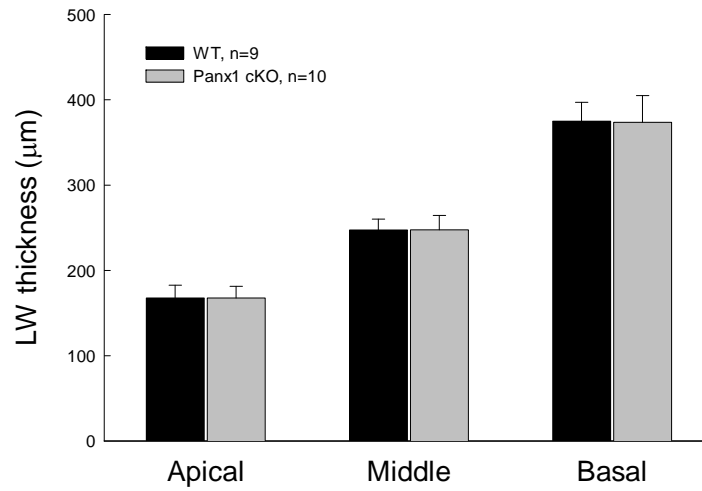 500
400
300
200
100
0
LW thickness (μm)
WT, n=9
Panx1 cKO, n=10
Apical Middle Basal